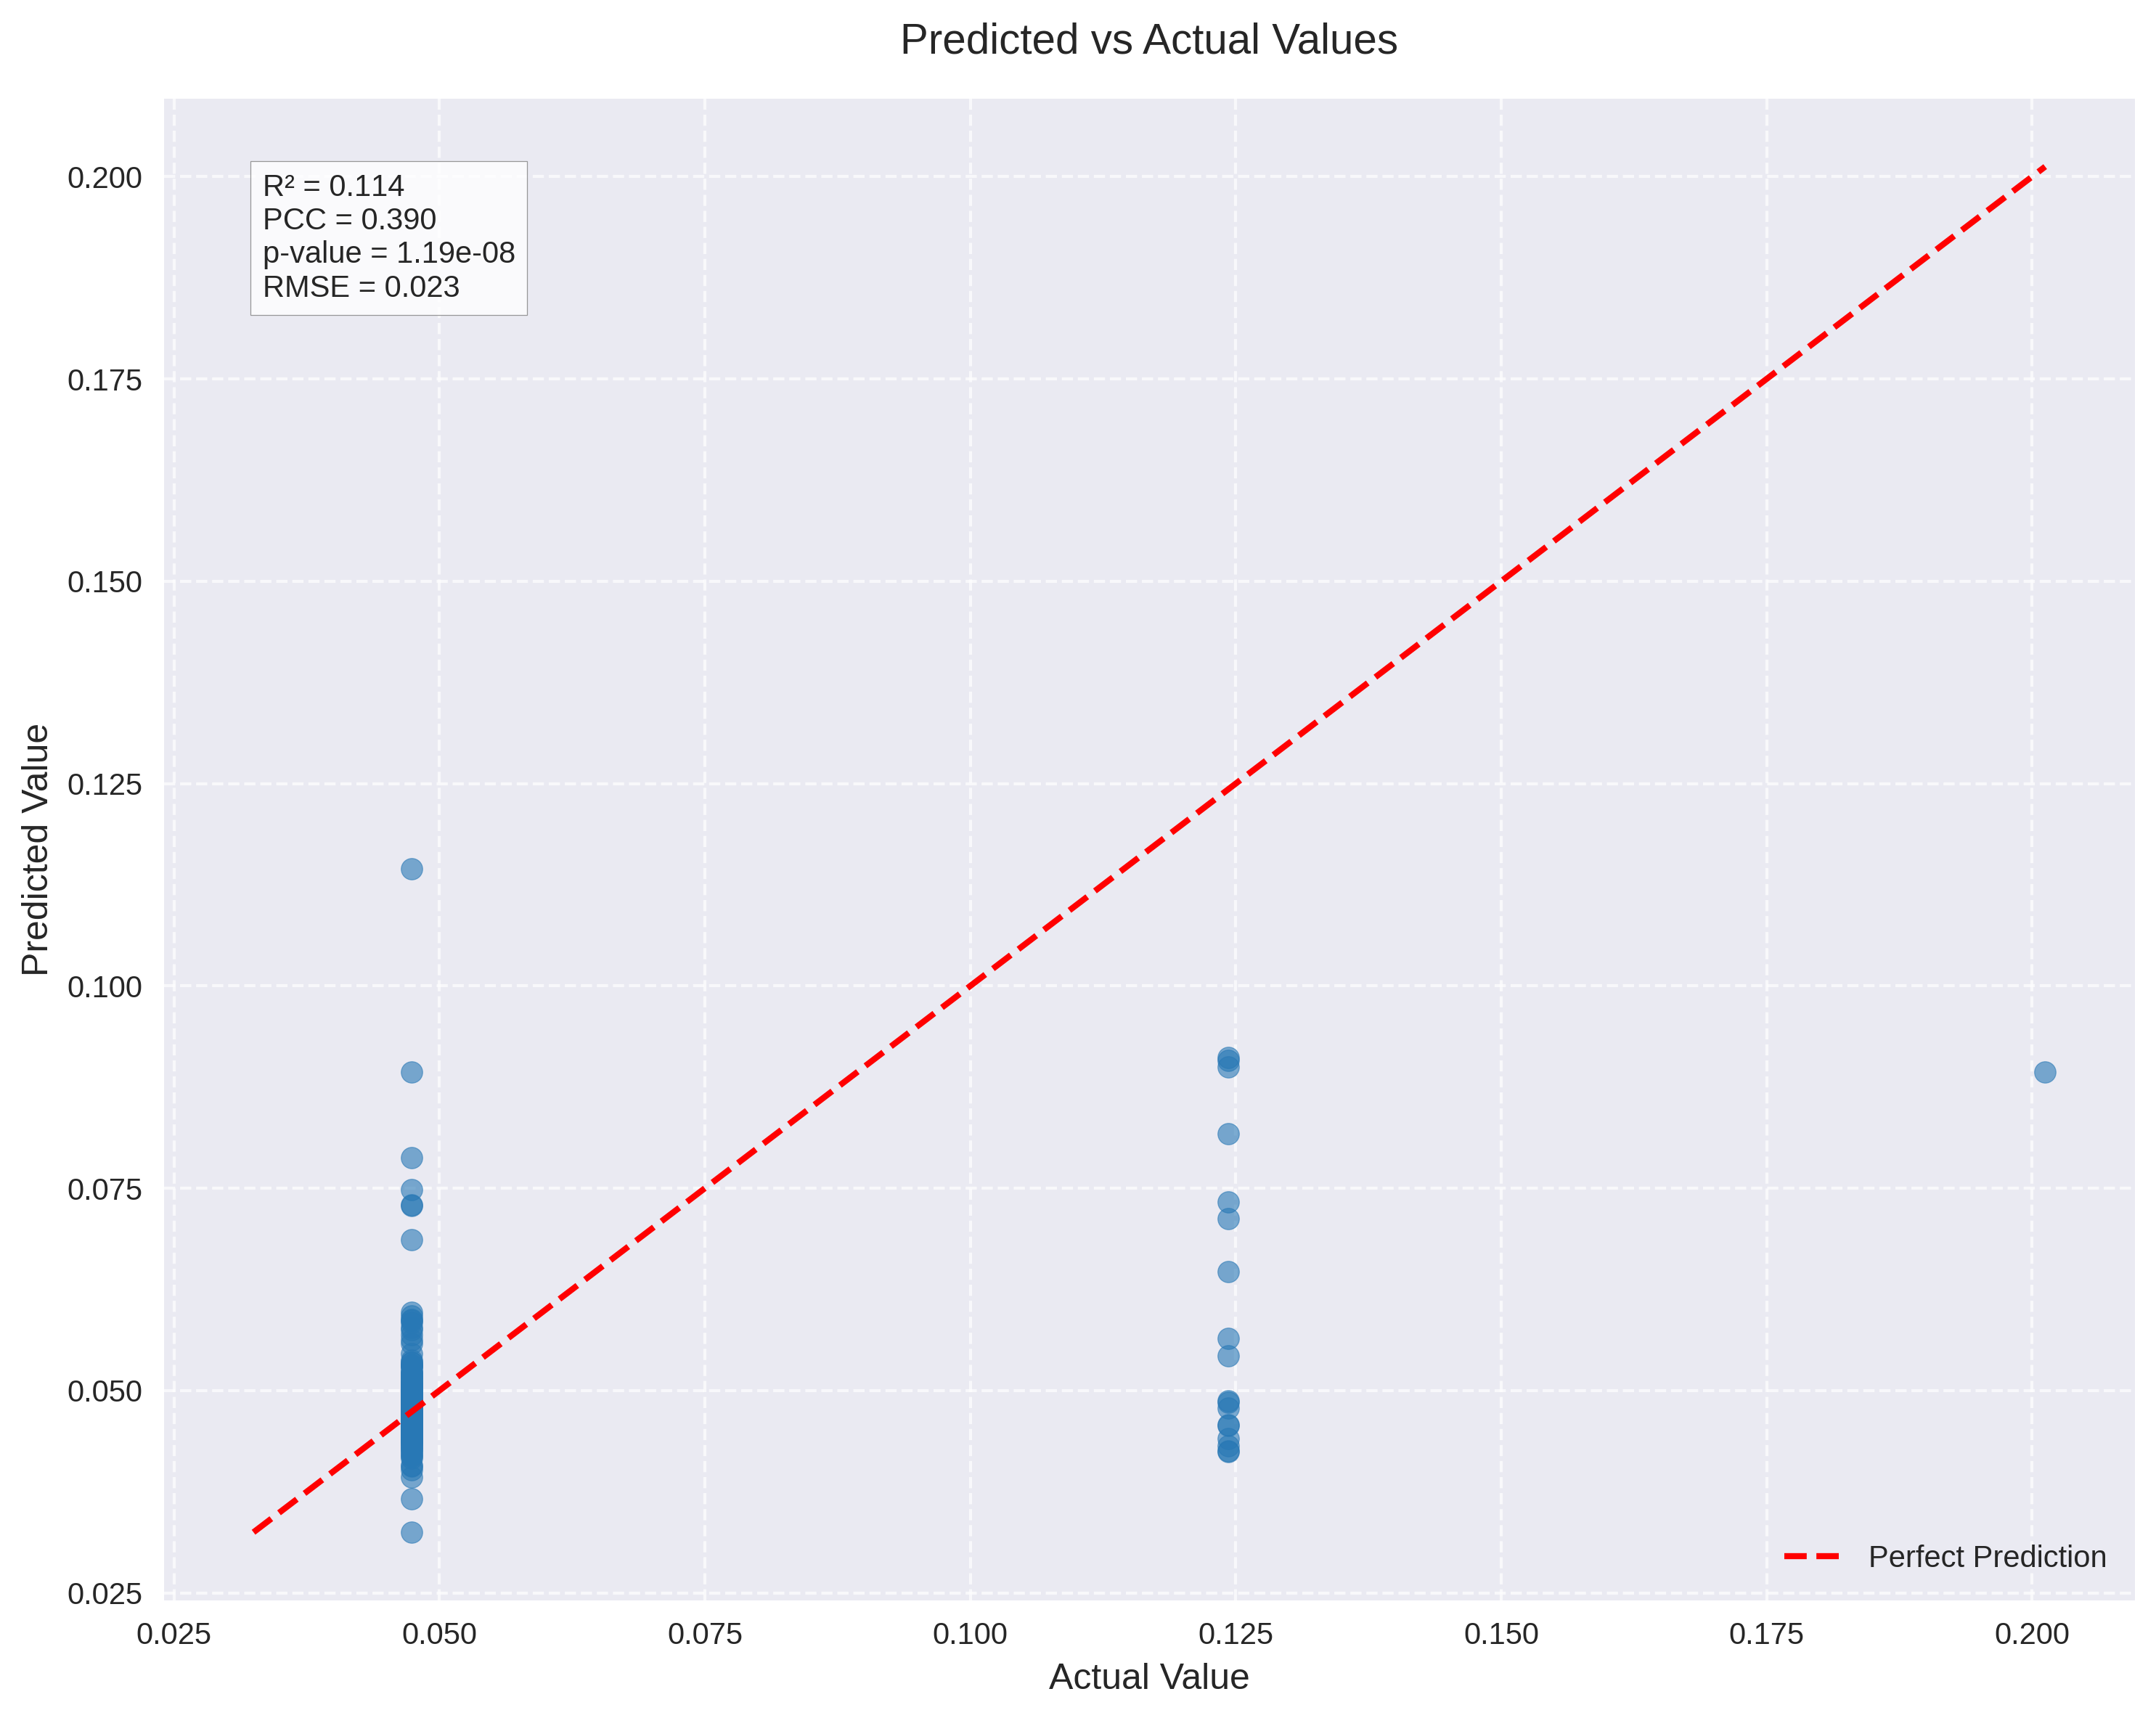 Predicted vs Actual Values
R² = 0.114
PCC = 0.390
p-value = 1.19e-08
RMSE = 0.023
0.200
0.175
0.150
0.125
0.100
0.075
0.050
0.025
Predicted Value
Perfect Prediction
0.025 0.050 0.075 0.100 0.125 0.150 0.175 0.200
Actual Value